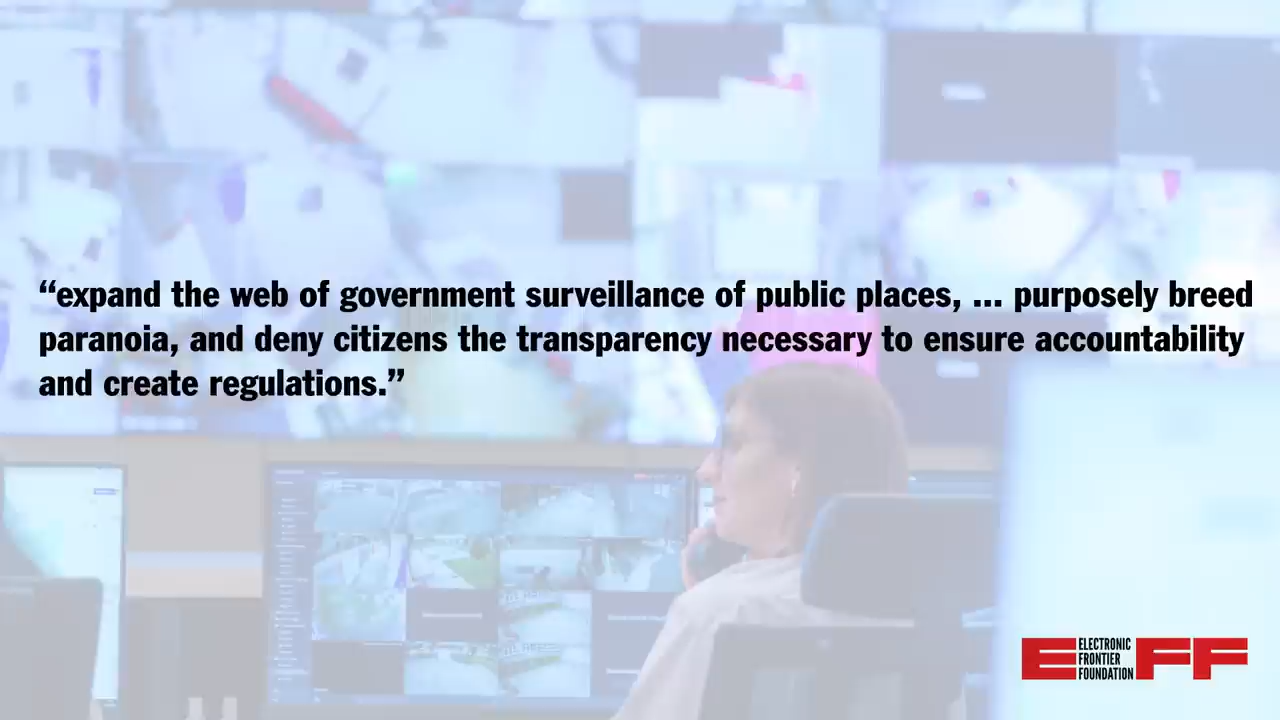 “expand the web of government surveillance of public places, ... purposely breed
paranoia, and deny citizens the transparency necessary to ensure accountability
and create regulations.”
EFF
ELECTRONIC
FRONTIER
FOUNDATION